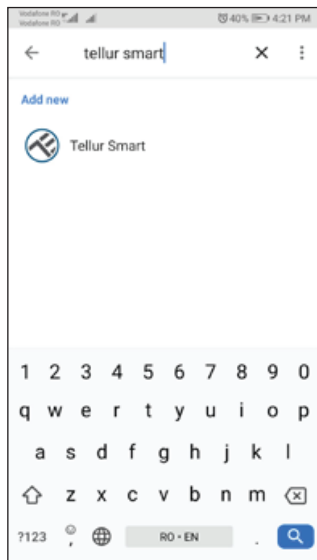 Vodafone RO
Vodafone RO
40% 4:21 PM
tellur smart
Add new
Tellur Smart
1 2 3 4 5 6 7 8 9 0
q w e r t y u i o p
a s d f g h j k l
z x c v b n m
?123 , RO • EN .